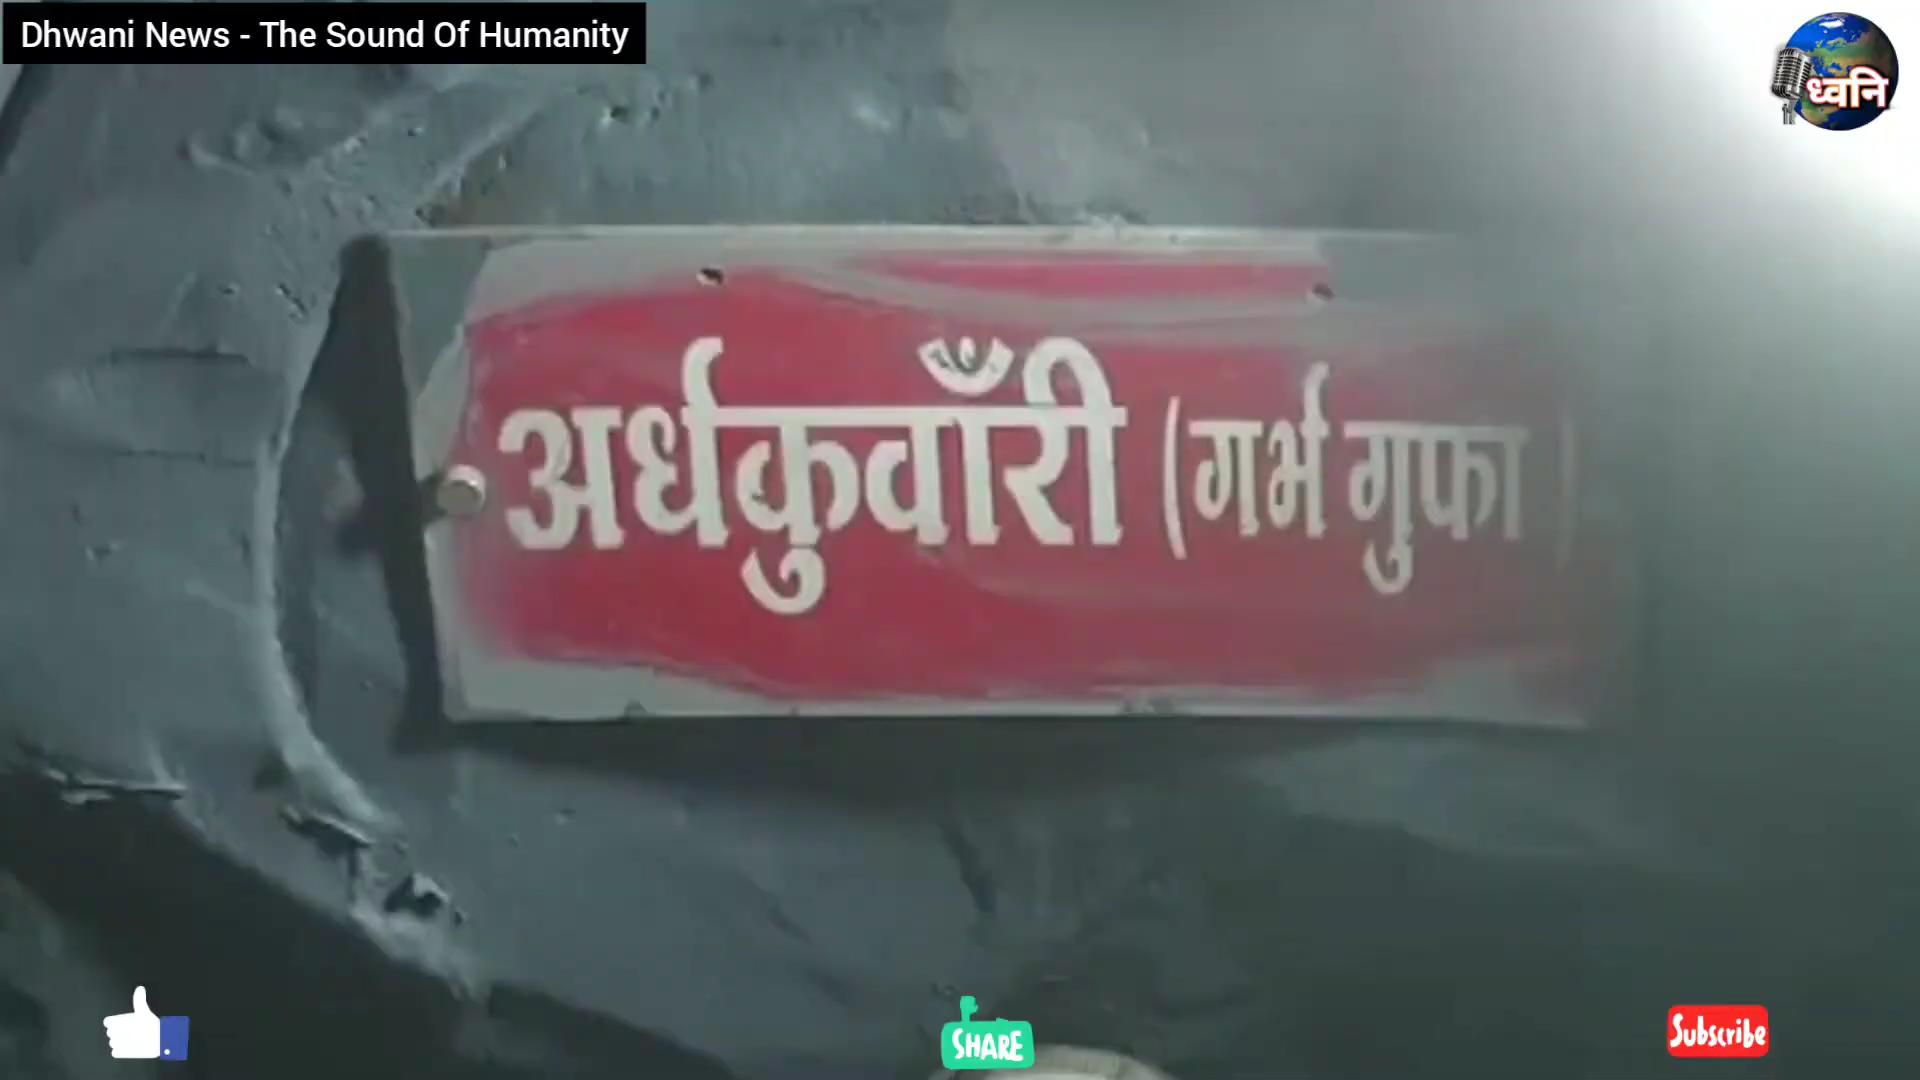 Dhwani News - The Sound Of Humanity
ध्वनि
अर्धकुवाँरी (गर्भ गुफा )
SHARE
Subscribe